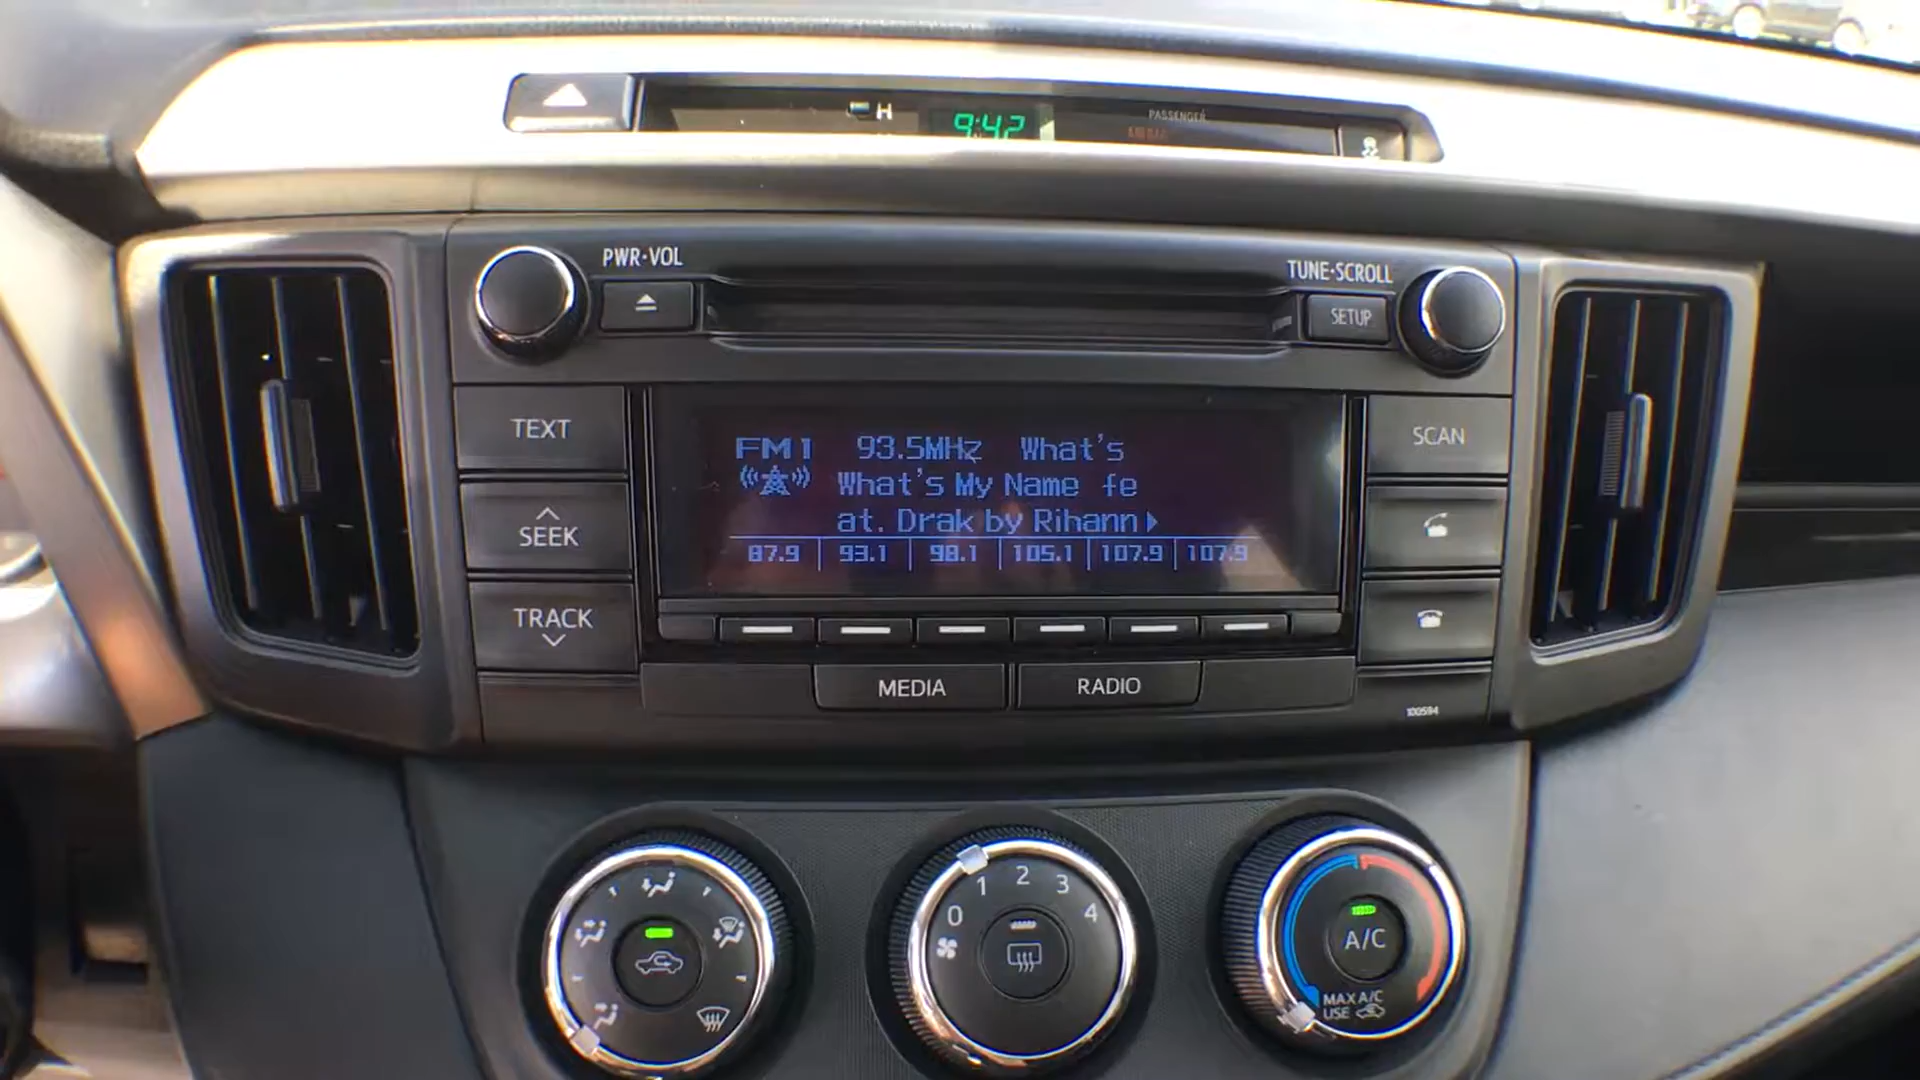 H
9:42
PASSENGER
PWR·VOL
TUNE·SCROLL
SETUP
TEXT
SCAN
FM1 93.5MHz What's
What's My Name fe
at. Drak by Rihann
SEEK
87.9 93.1 98.1 105.1 107.9 107.9
TRACK
MEDIA
RADIO
100594
0 1 2 3 4
A/C
MAX A/C
USE